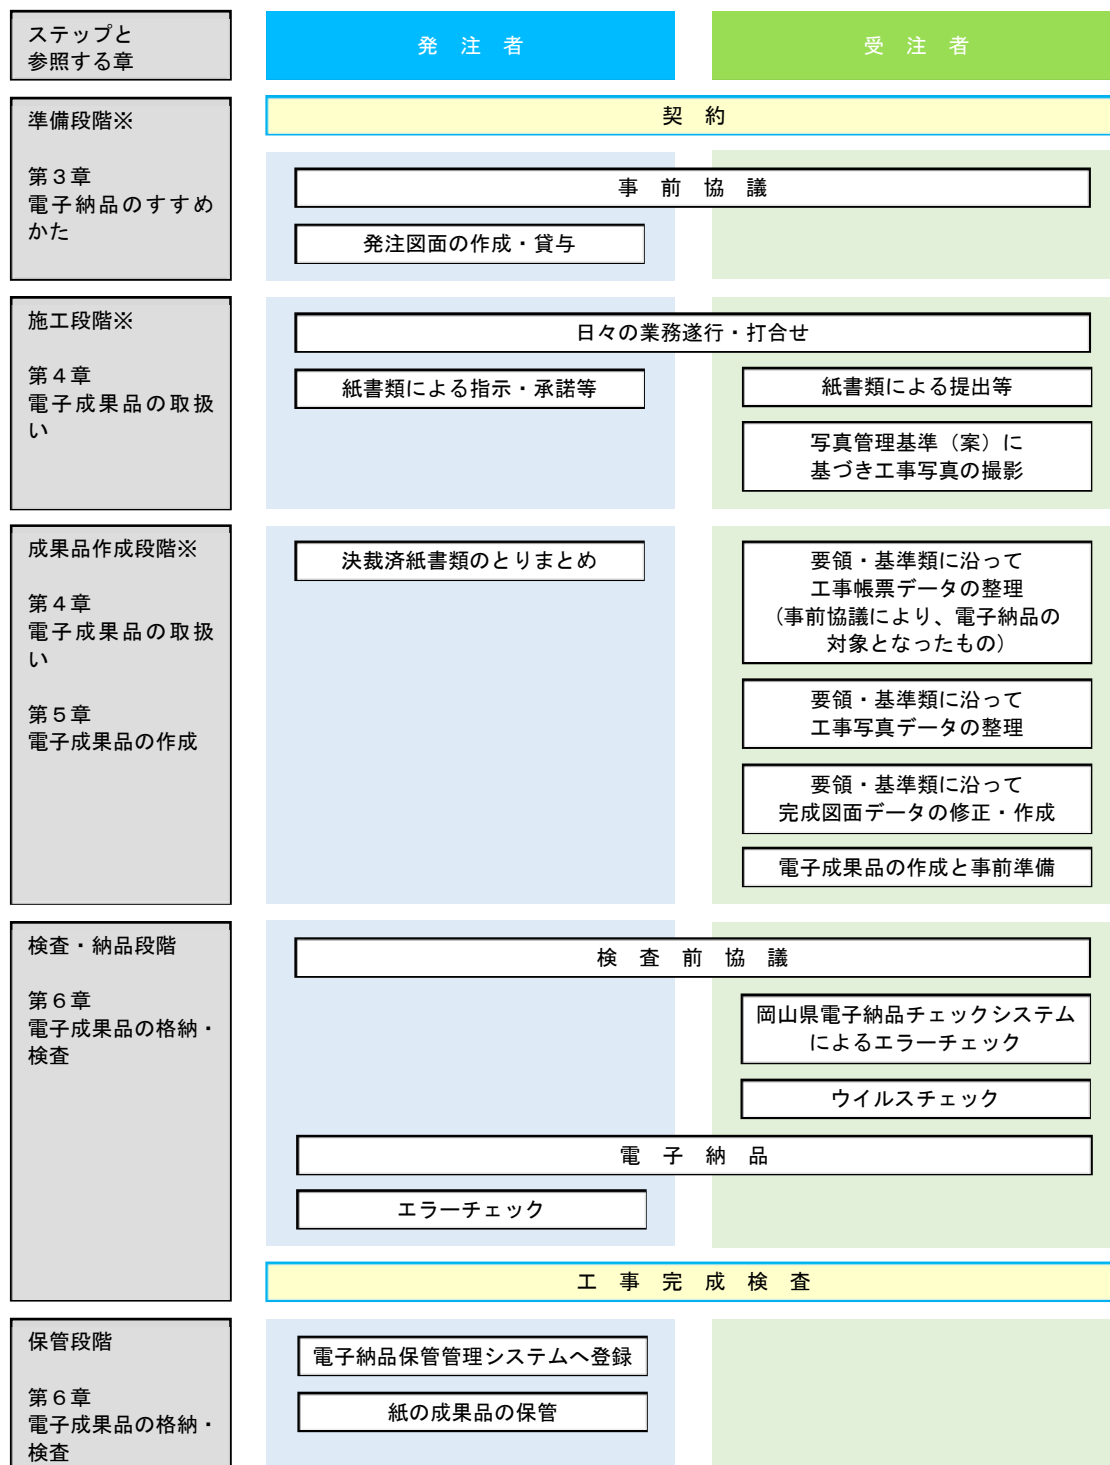 ステップと
参照する章
発 注 者
受 注 者
準備段階※
第３章
電子納品のすすめ
かた
契 約
事 前 協 議
発注図面の作成・貸与
施工段階※
第４章
電子成果品の取扱
い
日々の業務遂行・打合せ
紙書類による指示・承諾等
紙書類による提出等
写真管理基準（案）に
基づき工事写真の撮影
成果品作成段階※
第４章
電子成果品の取扱
い
第５章
電子成果品の作成
決裁済紙書類のとりまとめ
要領・基準類に沿って
工事帳票データの整理
（事前協議により、電子納品の
対象となったもの）
要領・基準類に沿って
工事写真データの整理
要領・基準類に沿って
完成図面データの修正・作成
電子成果品の作成と事前準備
検査・納品段階
第６章
電子成果品の格納・
検査
検 査 前 協 議
岡山県電子納品チェックシステム
によるエラーチェック
ウイルスチェック
電 子 納 品
エラーチェック
工 事 完 成 検 査
保管段階
第６章
電子成果品の格納・
検査
電子納品保管管理システムへ登録
紙の成果品の保管